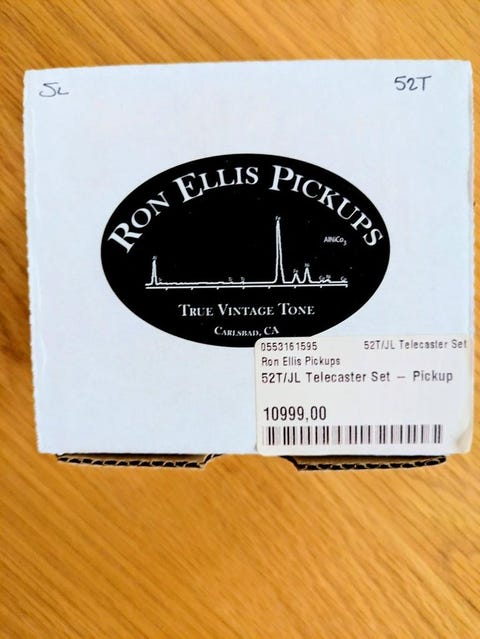 JL
52T
RON ELLIS PICKUPS
AlNiCo5
TRUE VINTAGE TONE
CARLSBAD, CA
0553161595 52T/JL Telecaster Set
Ron Ellis Pickups
52T/JL Telecaster Set – Pickup
10999,00